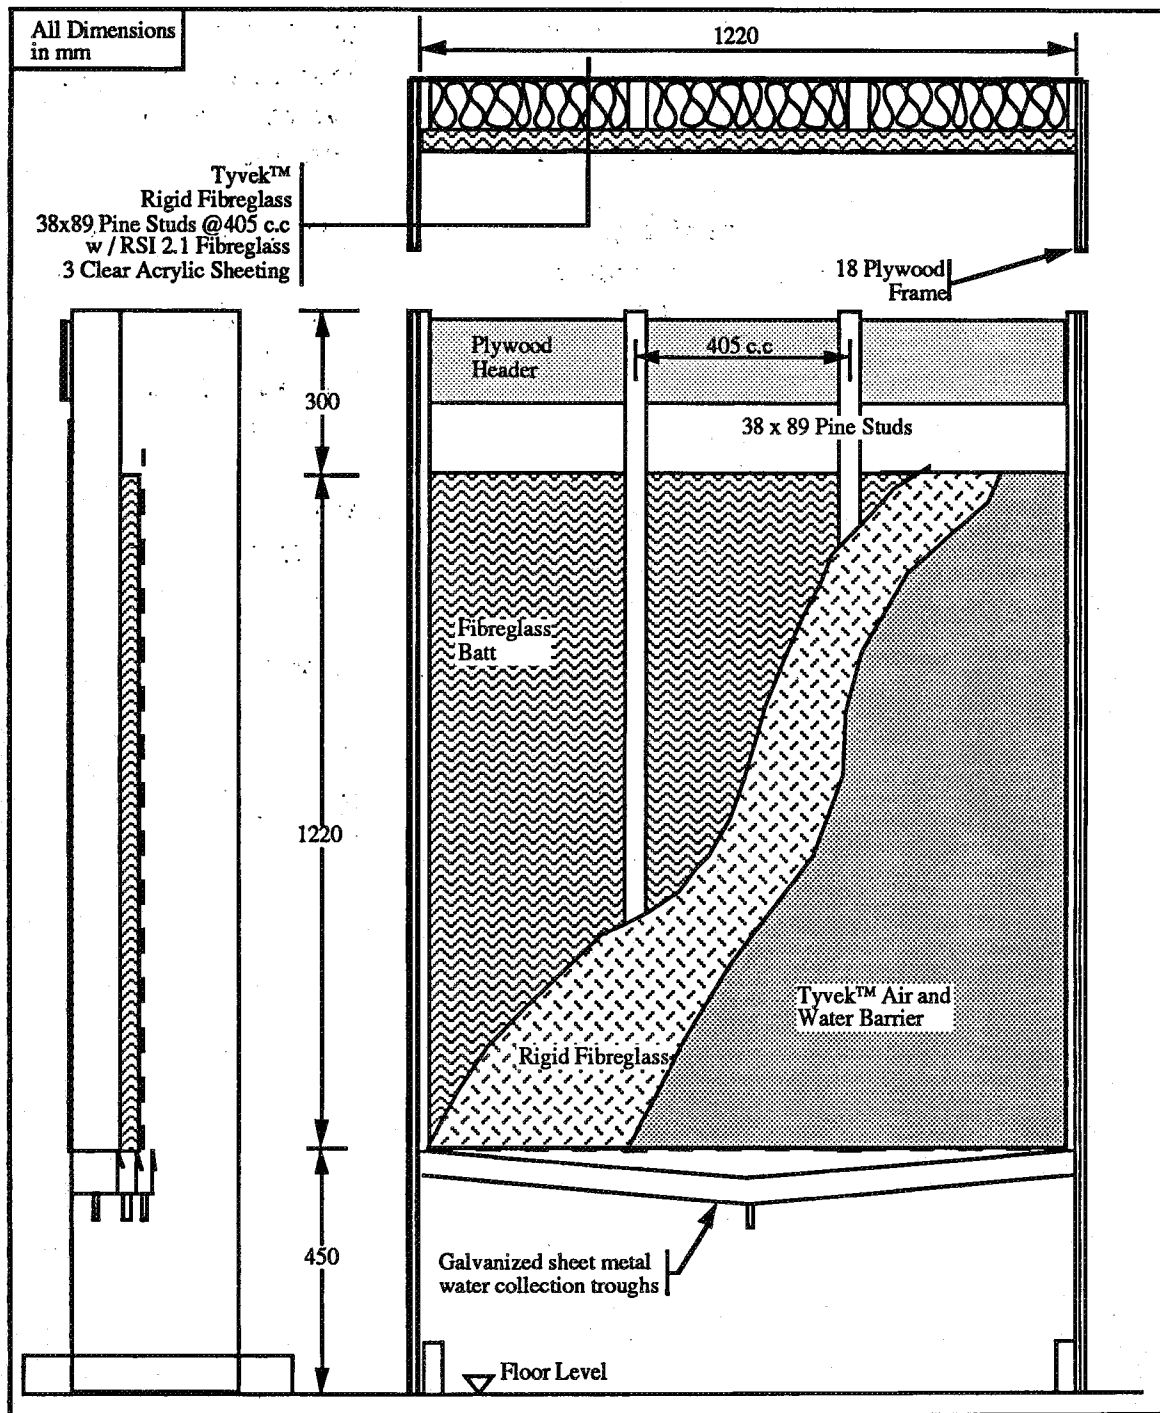 All Dimensions
in mm
1220
Tyvek™
Rigid Fibreglass
38x89 Pine Studs @405 c.c
w / RSI 2.1 Fibreglass
3 Clear Acrylic Sheeting
18 Plywood
Frame
Plywood
Header
405 c.c
300
38 x 89 Pine Studs
Fibreglass
Batt
1220
Tyvek™ Air and
Water Barrier
Rigid Fibreglass
450
Galvanized sheet metal
water collection troughs
Floor Level